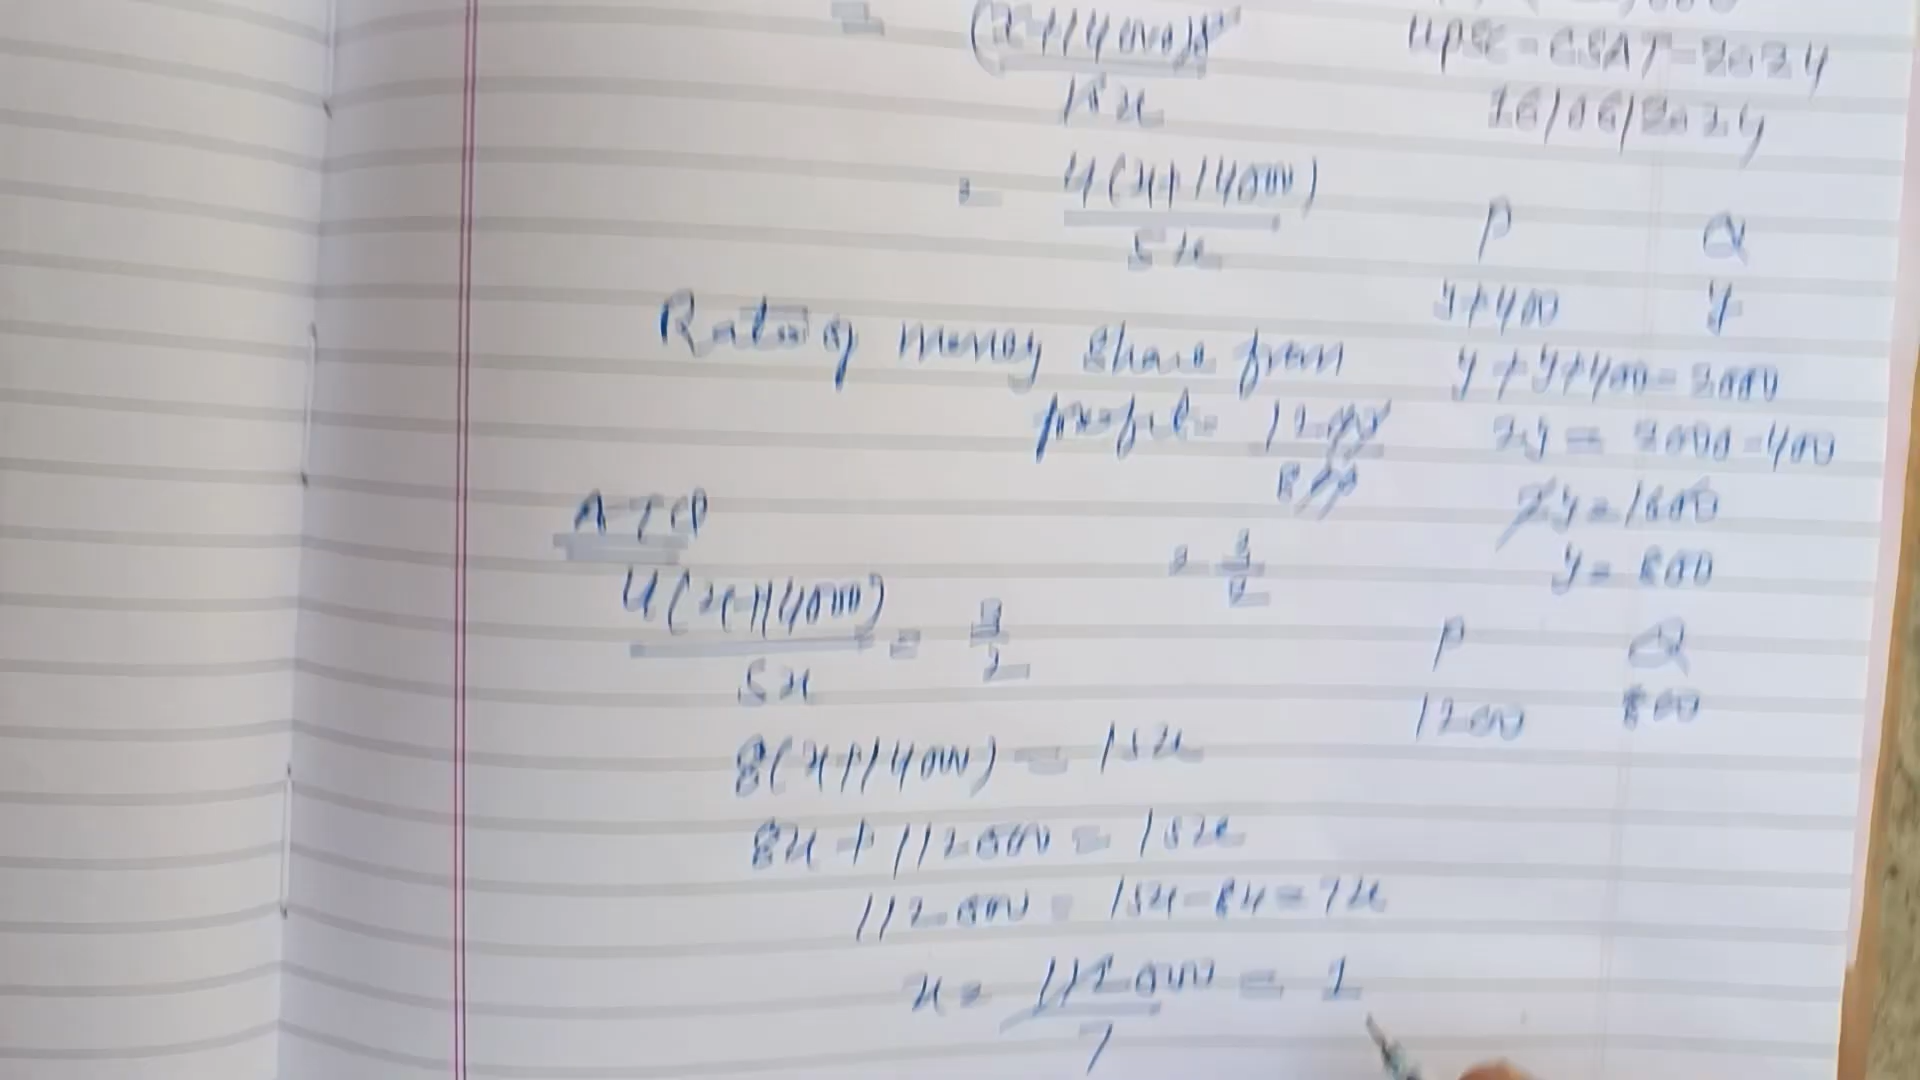 = (x+14000)8
15x
= 4(x+14000)
5x
Ratio of money share from
profit = 1200
800
= 3
2
ATQ
4(x+14000) = 3
5x 2
8(x+14000) = 15x
8x + 112000 = 15x
112000 = 15x-8x = 7x
x = 112000 = 1
7
UPSC-CSAT-2024
16/06/2024
P Q
y+400 y
y+y+400=2000
2y = 2000-400
2y=1600
y=800
P Q
1200 800